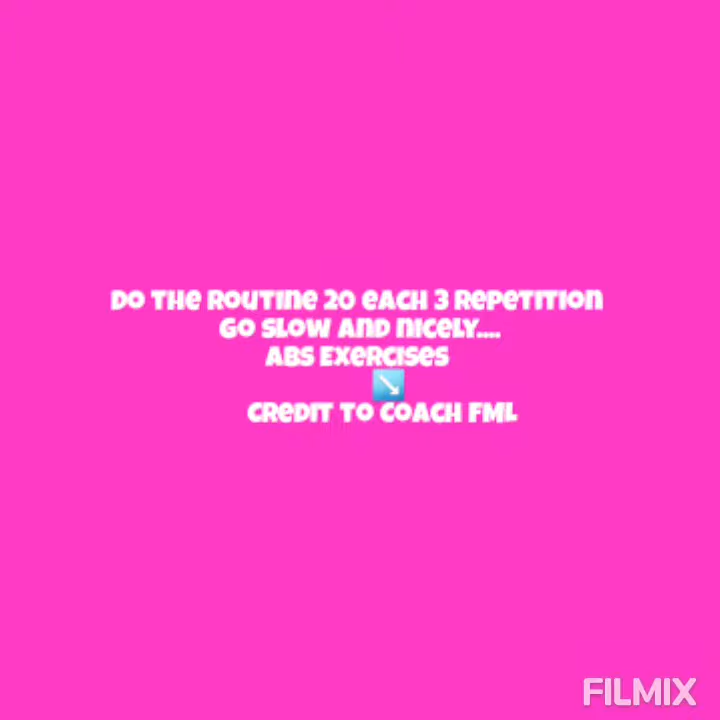 Do The Routine 20 each 3 Repetition
Go Slow and nicely....
Abs Exercises
↘️
Credit to Coach FML
FILMIX